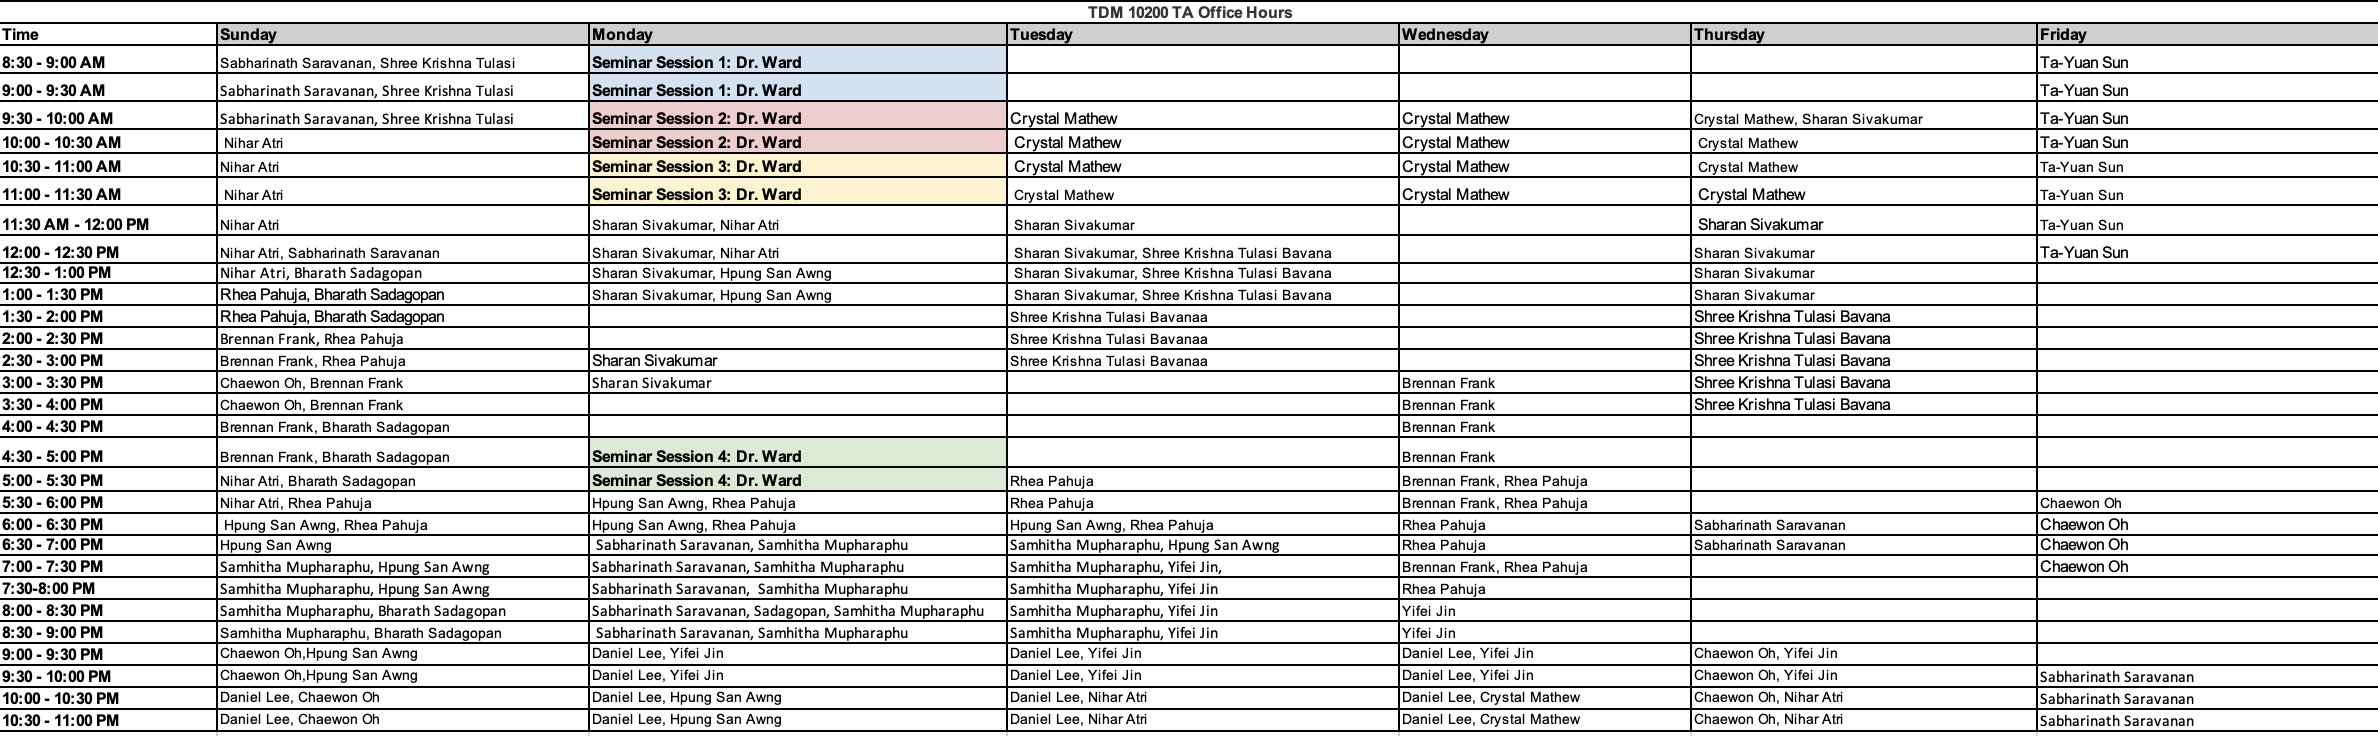 TDM 10200 TA Office Hours
Time Sunday Monday Tuesday Wednesday Thursday Friday
8:30 - 9:00 AM Sabharinath Saravanan, Shree Krishna Tulasi Seminar Session 1: Dr. Ward Ta-Yuan Sun
9:00 - 9:30 AM Sabharinath Saravanan, Shree Krishna Tulasi Seminar Session 1: Dr. Ward Ta-Yuan Sun
9:30 - 10:00 AM Sabharinath Saravanan, Shree Krishna Tulasi Seminar Session 2: Dr. Ward Crystal Mathew Crystal Mathew Crystal Mathew, Sharan Sivakumar Ta-Yuan Sun
10:00 - 10:30 AM Nihar Atri Seminar Session 2: Dr. Ward Crystal Mathew Crystal Mathew Crystal Mathew Ta-Yuan Sun
10:30 - 11:00 AM Nihar Atri Seminar Session 3: Dr. Ward Crystal Mathew Crystal Mathew Crystal Mathew Ta-Yuan Sun
11:00 - 11:30 AM Nihar Atri Seminar Session 3: Dr. Ward Crystal Mathew Crystal Mathew Crystal Mathew Ta-Yuan Sun
11:30 AM - 12:00 PM Nihar Atri Sharan Sivakumar, Nihar Atri Sharan Sivakumar Sharan Sivakumar Ta-Yuan Sun
12:00 - 12:30 PM Nihar Atri, Sabharinath Saravanan Sharan Sivakumar, Nihar Atri Sharan Sivakumar, Shree Krishna Tulasi Bavana Sharan Sivakumar Ta-Yuan Sun
12:30 - 1:00 PM Nihar Atri, Bharath Sadagopan Sharan Sivakumar, Hpung San Awng Sharan Sivakumar, Shree Krishna Tulasi Bavana Sharan Sivakumar
1:00 - 1:30 PM Rhea Pahuja, Bharath Sadagopan Sharan Sivakumar, Hpung San Awng Sharan Sivakumar, Shree Krishna Tulasi Bavana Sharan Sivakumar
1:30 - 2:00 PM Rhea Pahuja, Bharath Sadagopan Shree Krishna Tulasi Bavanaa Shree Krishna Tulasi Bavana
2:00 - 2:30 PM Brennan Frank, Rhea Pahuja Shree Krishna Tulasi Bavanaa Shree Krishna Tulasi Bavana
2:30 - 3:00 PM Brennan Frank, Rhea Pahuja Sharan Sivakumar Shree Krishna Tulasi Bavanaa Shree Krishna Tulasi Bavana
3:00 - 3:30 PM Chaewon Oh, Brennan Frank Sharan Sivakumar Brennan Frank Shree Krishna Tulasi Bavana
3:30 - 4:00 PM Chaewon Oh, Brennan Frank Brennan Frank Shree Krishna Tulasi Bavana
4:00 - 4:30 PM Brennan Frank, Bharath Sadagopan Brennan Frank
4:30 - 5:00 PM Brennan Frank, Bharath Sadagopan Seminar Session 4: Dr. Ward Brennan Frank
5:00 - 5:30 PM Nihar Atri, Bharath Sadagopan Seminar Session 4: Dr. Ward Rhea Pahuja Brennan Frank, Rhea Pahuja
5:30 - 6:00 PM Nihar Atri, Rhea Pahuja Hpung San Awng, Rhea Pahuja Rhea Pahuja Brennan Frank, Rhea Pahuja Chaewon Oh
6:00 - 6:30 PM Hpung San Awng, Rhea Pahuja Hpung San Awng, Rhea Pahuja Hpung San Awng, Rhea Pahuja Rhea Pahuja Sabharinath Saravanan Chaewon Oh
6:30 - 7:00 PM Hpung San Awng Sabharinath Saravanan, Samhitha Mupharaphu Samhitha Mupharaphu, Hpung San Awng Rhea Pahuja Sabharinath Saravanan Chaewon Oh
7:00 - 7:30 PM Samhitha Mupharaphu, Hpung San Awng Sabharinath Saravanan, Samhitha Mupharaphu Samhitha Mupharaphu, Yifei Jin, Brennan Frank, Rhea Pahuja Chaewon Oh
7:30-8:00 PM Samhitha Mupharaphu, Hpung San Awng Sabharinath Saravanan, Samhitha Mupharaphu Samhitha Mupharaphu, Yifei Jin Rhea Pahuja
8:00 - 8:30 PM Samhitha Mupharaphu, Bharath Sadagopan Sabharinath Saravanan, Sadagopan, Samhitha Mupharaphu Samhitha Mupharaphu, Yifei Jin Yifei Jin
8:30 - 9:00 PM Samhitha Mupharaphu, Bharath Sadagopan Sabharinath Saravanan, Samhitha Mupharaphu Samhitha Mupharaphu, Yifei Jin Yifei Jin
9:00 - 9:30 PM Chaewon Oh,Hpung San Awng Daniel Lee, Yifei Jin Daniel Lee, Yifei Jin Daniel Lee, Yifei Jin Chaewon Oh, Yifei Jin
9:30 - 10:00 PM Chaewon Oh,Hpung San Awng Daniel Lee, Yifei Jin Daniel Lee, Yifei Jin Daniel Lee, Yifei Jin Chaewon Oh, Yifei Jin Sabharinath Saravanan
10:00 - 10:30 PM Daniel Lee, Chaewon Oh Daniel Lee, Hpung San Awng Daniel Lee, Nihar Atri Daniel Lee, Crystal Mathew Chaewon Oh, Nihar Atri Sabharinath Saravanan
10:30 - 11:00 PM Daniel Lee, Chaewon Oh Daniel Lee, Hpung San Awng Daniel Lee, Nihar Atri Daniel Lee, Crystal Mathew Chaewon Oh, Nihar Atri Sabharinath Saravanan